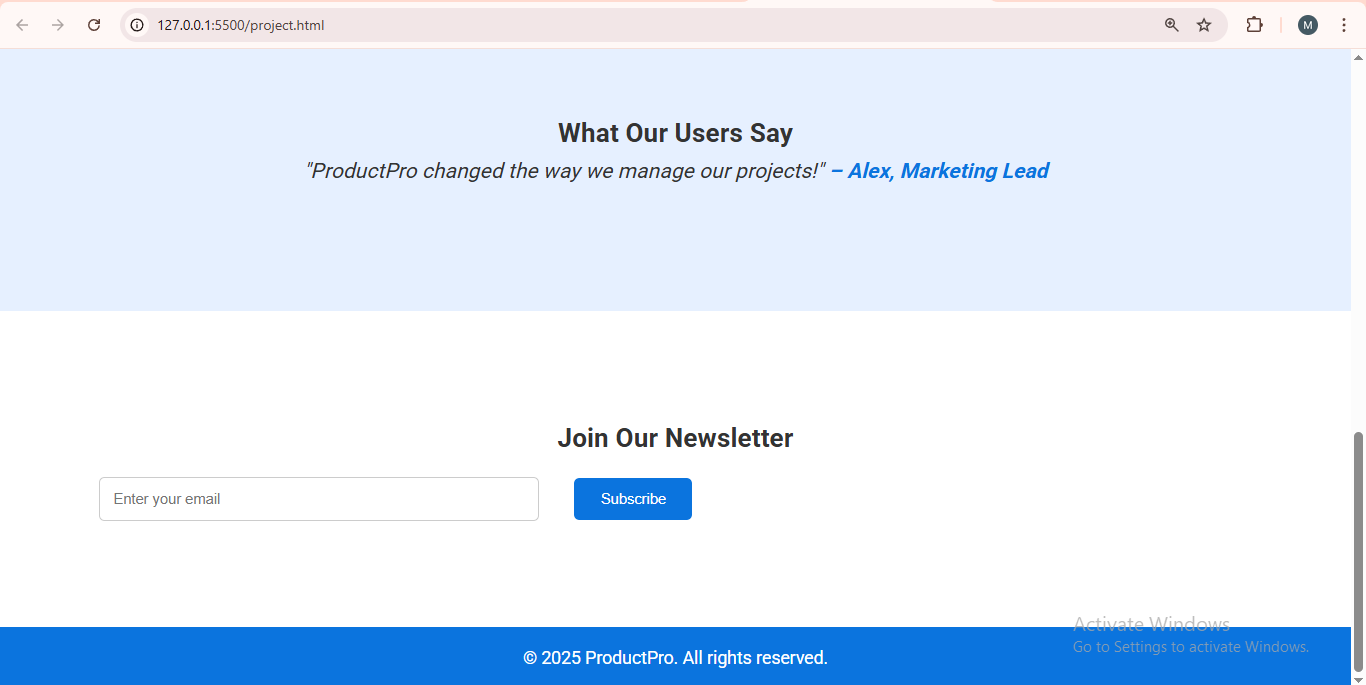 127.0.0.1:5500/project.html
M
What Our Users Say
"ProductPro changed the way we manage our projects!" – Alex, Marketing Lead
Join Our Newsletter
Enter your email
Subscribe
Activate Windows
Go to Settings to activate Windows.
© 2025 ProductPro. All rights reserved.